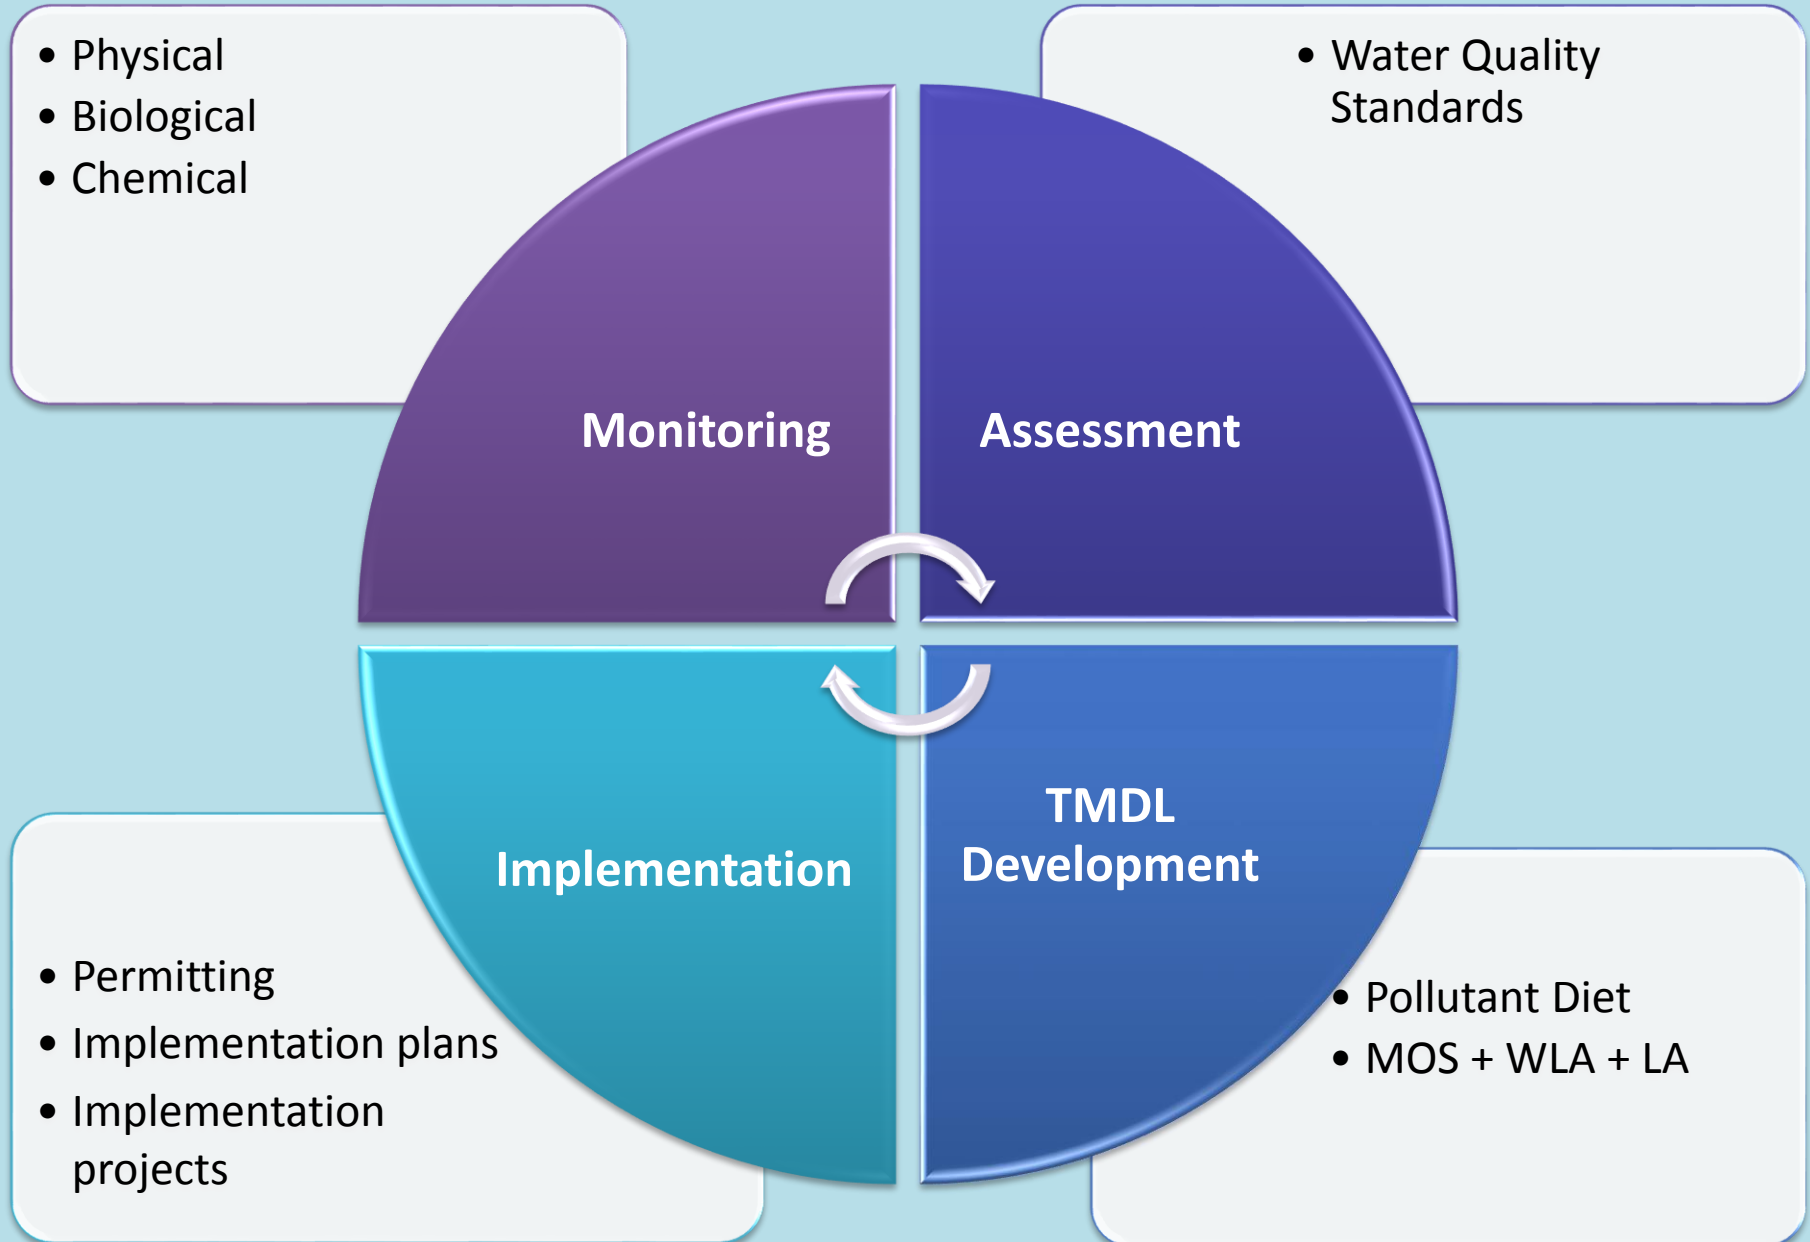 • Physical
• Biological
• Chemical
• Water Quality
Standards
Monitoring
Assessment
Implementation
TMDL
Development
• Permitting
• Implementation plans
• Implementation
projects
• Pollutant Diet
• MOS + WLA + LA